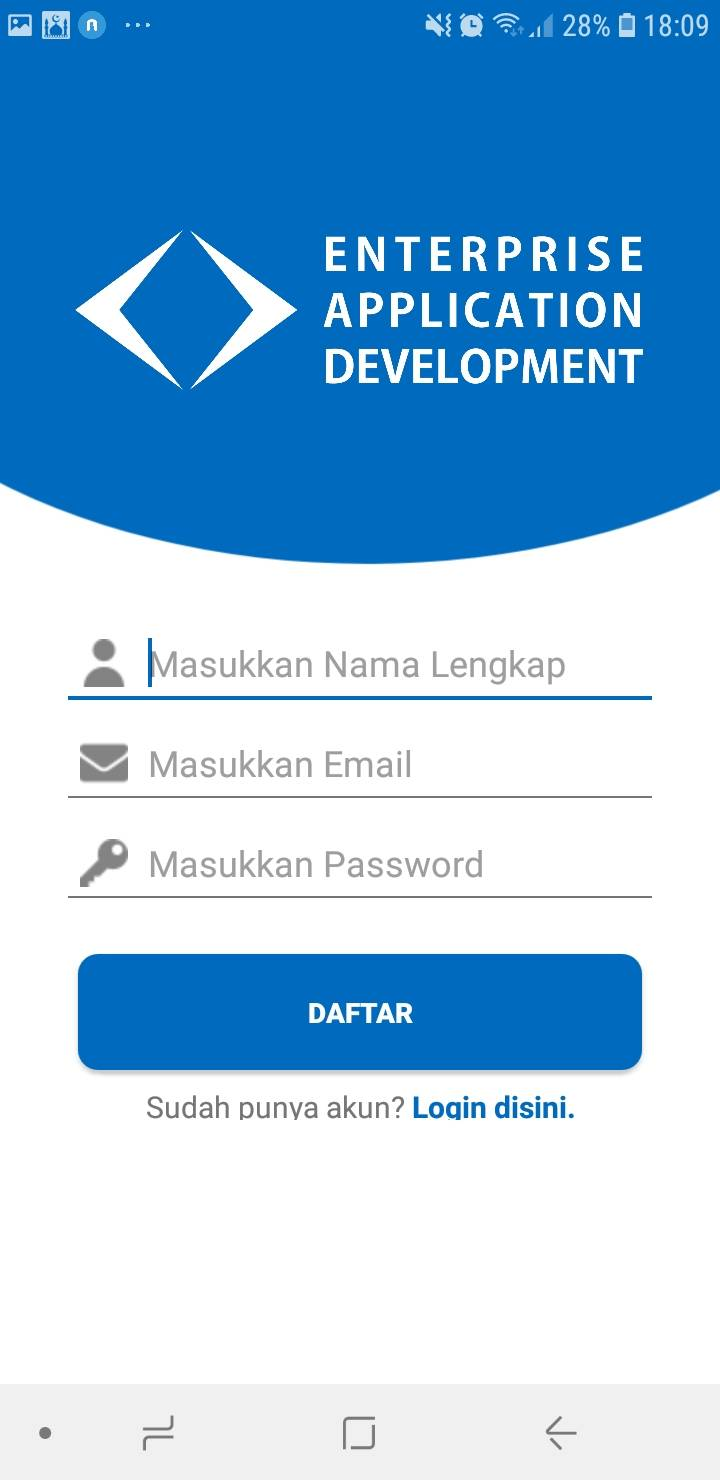 28% 18:09
ENTERPRISE
APPLICATION
DEVELOPMENT
Masukkan Nama Lengkap
Masukkan Email
Masukkan Password
DAFTAR
Sudah punya akun? Login disini.